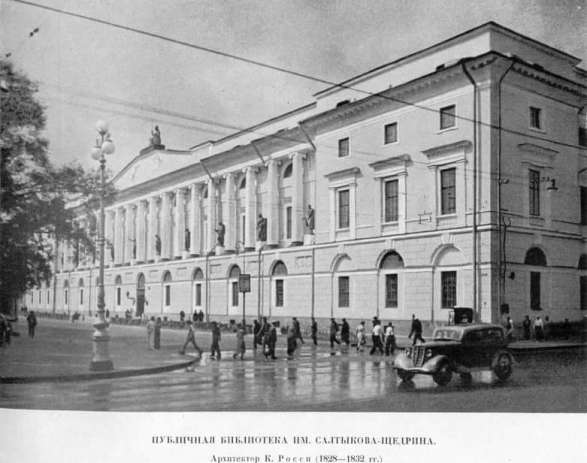 ПУБЛИЧНАЯ БИБЛИОТЕКА ИМ. САЛТЫКОВА-ЩЕДРИНА.
Архитектор К. Росси (1828—1832 гг.)